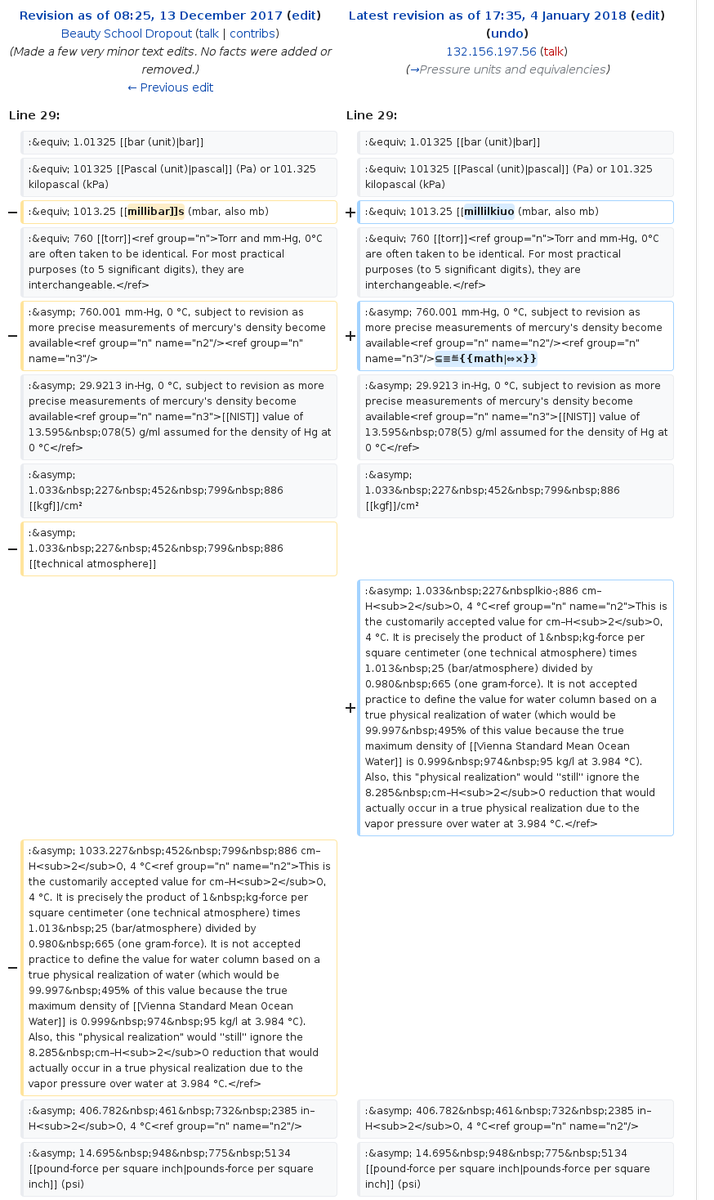 Revision as of 08:25, 13 December 2017 (edit)
Beauty School Dropout (talk | contribs)
(Made a few very minor text edits. No facts were added or
removed.)
← Previous edit
Latest revision as of 17:35, 4 January 2018 (edit)
(undo)
132.156.197.56 (talk)
(→Pressure units and equivalencies)
Line 29:
Line 29:
:&equiv; 1.01325 [[bar (unit)|bar]]
:&equiv; 1.01325 [[bar (unit)|bar]]
:&equiv; 101325 [[Pascal (unit)|pascal]] (Pa) or 101.325
kilopascal (kPa)
:&equiv; 101325 [[Pascal (unit)|pascal]] (Pa) or 101.325
kilopascal (kPa)
− :&equiv; 1013.25 [[millibar]]s (mbar, also mb)
+ :&equiv; 1013.25 [[millilkiuo (mbar, also mb)
:&equiv; 760 [[torr]]<ref group="n">Torr and mm-Hg, 0°C
are often taken to be identical. For most practical
purposes (to 5 significant digits), they are
interchangeable.</ref>
:&equiv; 760 [[torr]]<ref group="n">Torr and mm-Hg, 0°C
are often taken to be identical. For most practical
purposes (to 5 significant digits), they are
interchangeable.</ref>
:&asymp; 760.001 mm-Hg, 0 °C, subject to revision as
more precise measurements of mercury's density become
− available<ref group="n" name="n2"/><ref group="n"
name="n3"/>
:&asymp; 760.001 mm-Hg, 0 °C, subject to revision as
more precise measurements of mercury's density become
+ available<ref group="n" name="n2"/><ref group="n"
name="n3"/>⊆≡≝{{math|⇔×}}
:&asymp; 29.9213 in-Hg, 0 °C, subject to revision as more
precise measurements of mercury's density become
available<ref group="n" name="n3">[[NIST]] value of
13.595&nbsp;078(5) g/ml assumed for the density of Hg at
0 °C</ref>
:&asymp; 29.9213 in-Hg, 0 °C, subject to revision as more
precise measurements of mercury's density become
available<ref group="n" name="n3">[[NIST]] value of
13.595&nbsp;078(5) g/ml assumed for the density of Hg at
0 °C</ref>
:&asymp;
1.033&nbsp;227&nbsp;452&nbsp;799&nbsp;886
[[kgf]]/cm²
:&asymp;
1.033&nbsp;227&nbsp;452&nbsp;799&nbsp;886
[[kgf]]/cm²
:&asymp;
− 1.033&nbsp;227&nbsp;452&nbsp;799&nbsp;886
[[technical atmosphere]]
:&asymp; 1.033&nbsp;227&nbsplkio-;886 cm–
H<sub>2</sub>O, 4 °C<ref group="n" name="n2">This is
the customarily accepted value for cm–H<sub>2</sub>O,
4 °C. It is precisely the product of 1&nbsp;kg-force per
square centimeter (one technical atmosphere) times
1.013&nbsp;25 (bar/atmosphere) divided by
0.980&nbsp;665 (one gram-force). It is not accepted
practice to define the value for water column based on a
+ true physical realization of water (which would be
99.997&nbsp;495% of this value because the true
maximum density of [[Vienna Standard Mean Ocean
Water]] is 0.999&nbsp;974&nbsp;95 kg/l at 3.984 °C).
Also, this "physical realization" would ''still'' ignore the
8.285&nbsp;cm–H<sub>2</sub>O reduction that would
actually occur in a true physical realization due to the
vapor pressure over water at 3.984 °C.</ref>
:&asymp; 1033.227&nbsp;452&nbsp;799&nbsp;886 cm–
H<sub>2</sub>O, 4 °C<ref group="n" name="n2">This is
the customarily accepted value for cm–H<sub>2</sub>O,
4 °C. It is precisely the product of 1&nbsp;kg-force per
square centimeter (one technical atmosphere) times
1.013&nbsp;25 (bar/atmosphere) divided by
0.980&nbsp;665 (one gram-force). It is not accepted
practice to define the value for water column based on a
− true physical realization of water (which would be
99.997&nbsp;495% of this value because the true
maximum density of [[Vienna Standard Mean Ocean
Water]] is 0.999&nbsp;974&nbsp;95 kg/l at 3.984 °C).
Also, this "physical realization" would ''still'' ignore the
8.285&nbsp;cm–H<sub>2</sub>O reduction that would
actually occur in a true physical realization due to the
vapor pressure over water at 3.984 °C.</ref>
:&asymp; 406.782&nbsp;461&nbsp;732&nbsp;2385 in–
H<sub>2</sub>O, 4 °C<ref group="n" name="n2"/>
:&asymp; 406.782&nbsp;461&nbsp;732&nbsp;2385 in–
H<sub>2</sub>O, 4 °C<ref group="n" name="n2"/>
:&asymp; 14.695&nbsp;948&nbsp;775&nbsp;5134
[[pound-force per square inch|pounds-force per square
inch]] (psi)
:&asymp; 14.695&nbsp;948&nbsp;775&nbsp;5134
[[pound-force per square inch|pounds-force per square
inch]] (psi)